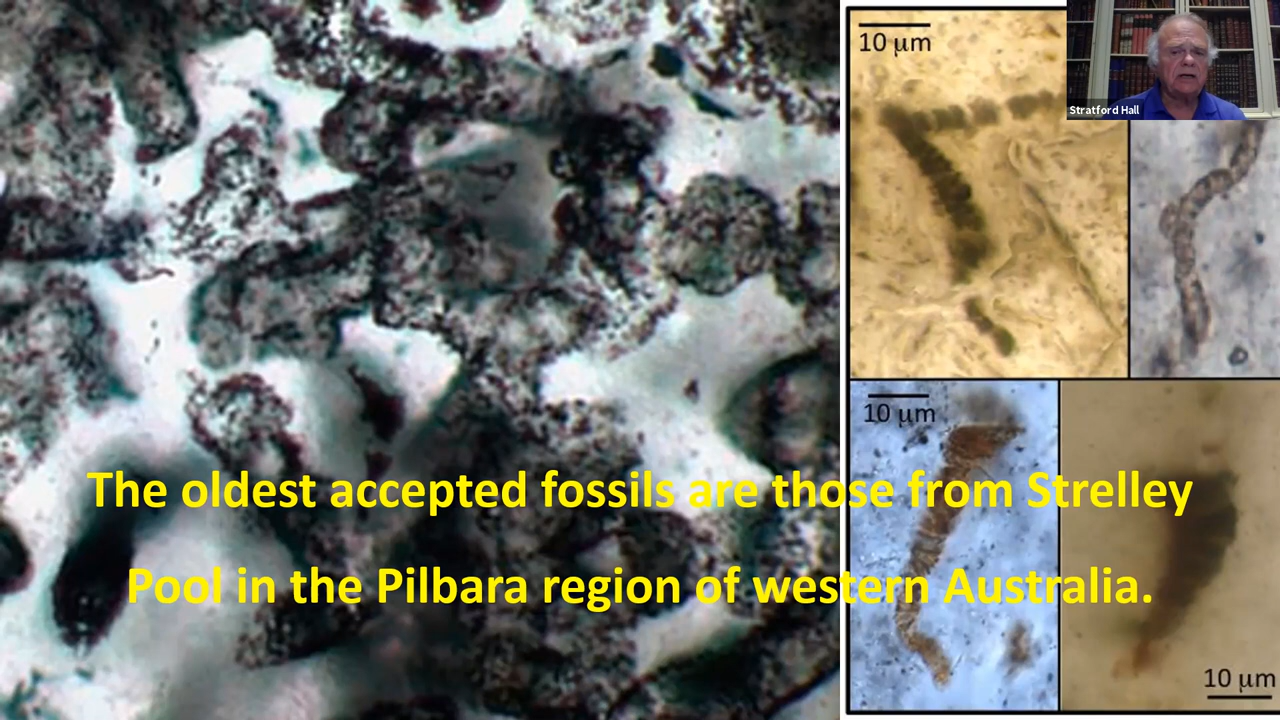 10 μm
Stratford Hall
10 μm
The oldest accepted fossils are those from Strelley
Pool in the Pilbara region of western Australia.
10 μm